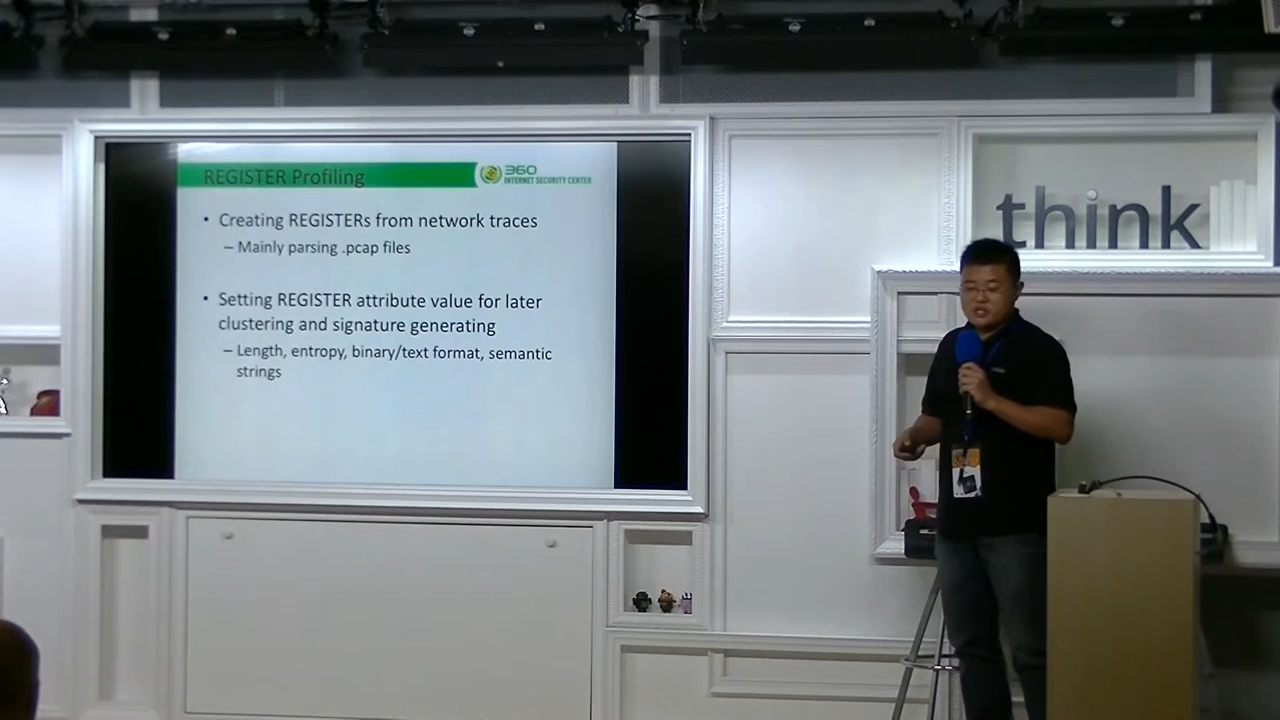 REGISTER Profiling
360
INTERNET SECURITY CENTER
• Creating REGISTERs from network traces
– Mainly parsing .pcap files
• Setting REGISTER attribute value for later
clustering and signature generating
– Length, entropy, binary/text format, semantic
strings
think